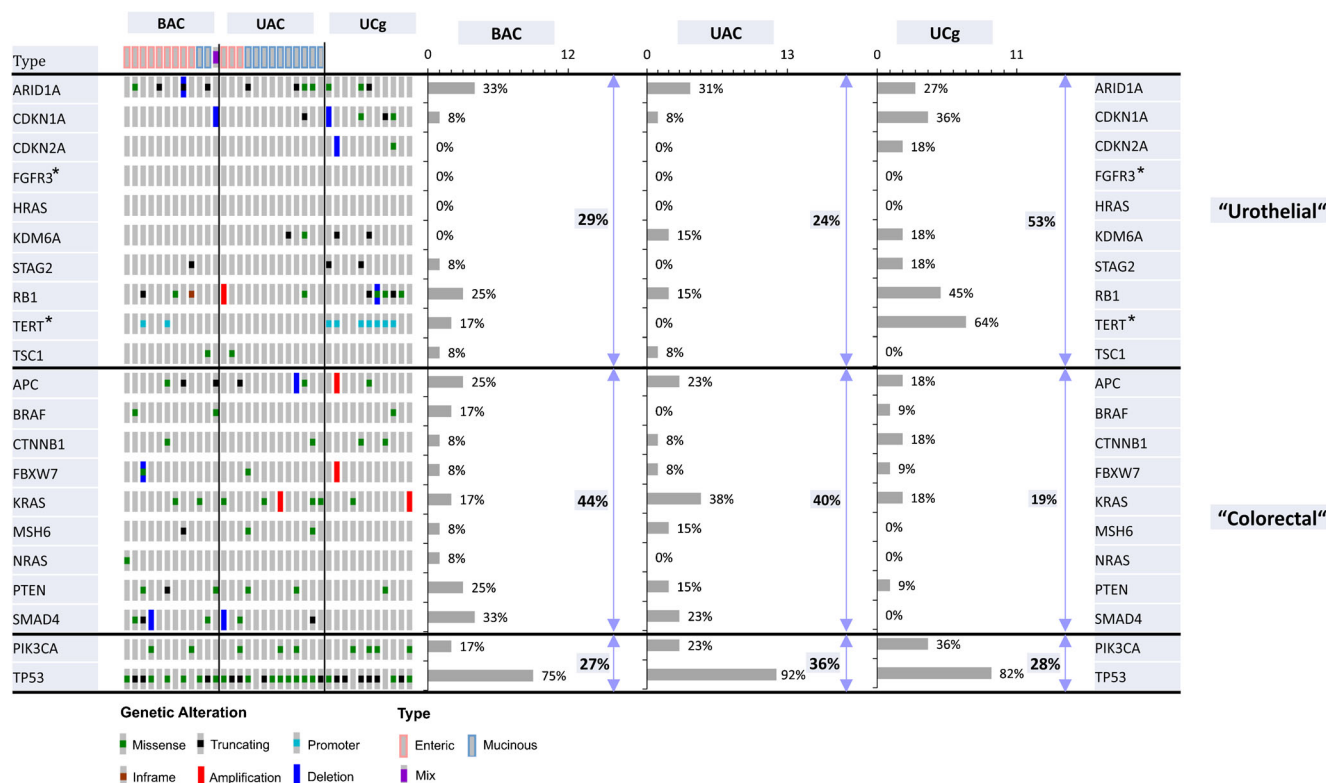 BAC UAC UCg BAC UAC UCg
Type 0 12 0 13 0 11
ARID1A 33% 31% 27% ARID1A
CDKN1A 8% 8% 36% CDKN1A
CDKN2A 0% 0% 18% CDKN2A
FGFR3* 0% 0% 0% FGFR3*
HRAS 0% 29% 0% 24% 0% 53% HRAS "Urothelial"
KDM6A 0% 15% 18% KDM6A
STAG2 8% 0% 18% STAG2
RB1 25% 15% 45% RB1
TERT* 17% 0% 64% TERT*
TSC1 8% 8% 0% TSC1
APC 25% 23% 18% APC
BRAF 17% 0% 9% BRAF
CTNNB1 8% 8% 18% CTNNB1
FBXW7 8% 8% 9% FBXW7
KRAS 17% 44% 38% 40% 18% 19% KRAS "Colorectal"
MSH6 8% 15% 0% MSH6
NRAS 8% 0% 0% NRAS
PTEN 25% 15% 9% PTEN
SMAD4 33% 23% 0% SMAD4
PIK3CA 17% 27% 23% 36% 36% 28% PIK3CA
TP53 75% 92% 82% TP53
Genetic Alteration Type
Missense Truncating Promoter Enteric Mucinous
Inframe Amplification Deletion Mix